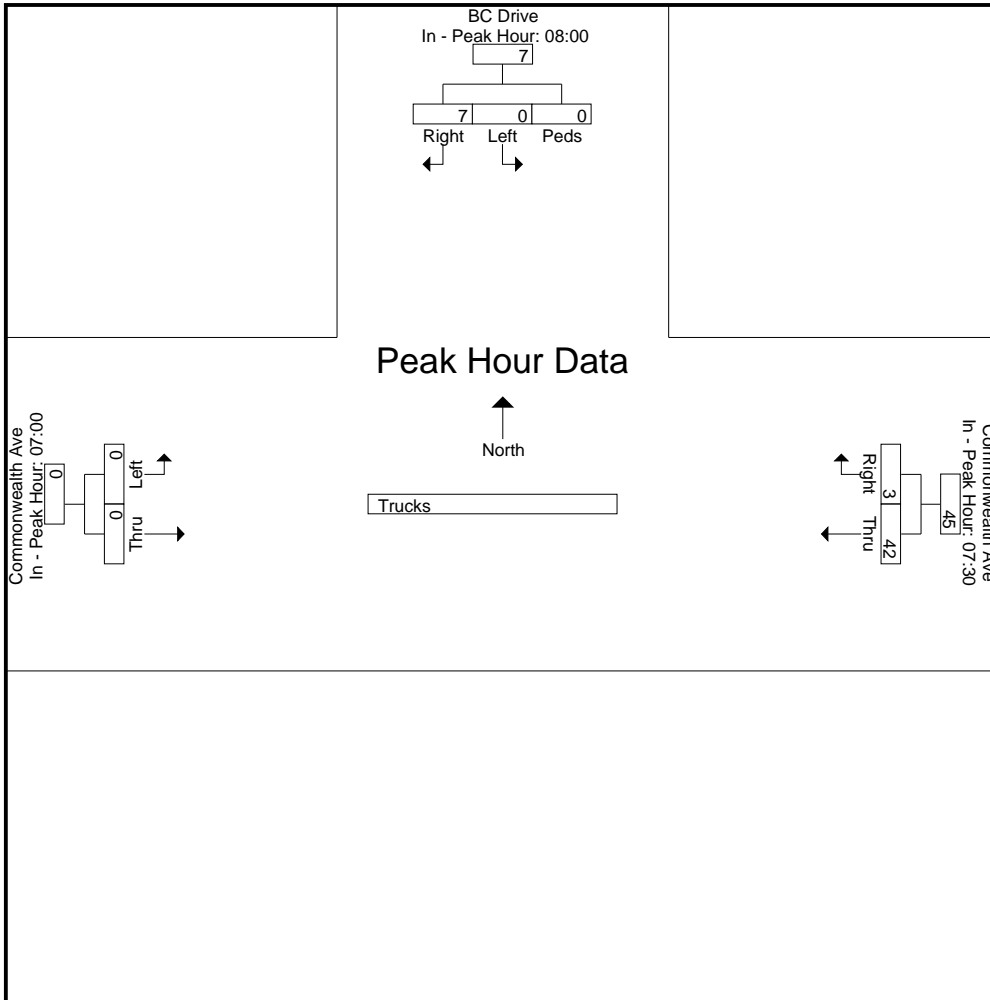 BC Drive
In - Peak Hour: 08:00
7
7 0 0
Right Left Peds
Peak Hour Data
North
Trucks
Commonwealth Ave
In - Peak Hour: 07:00
0
0 0
Left Thru
Commonwealth Ave
In - Peak Hour: 07:30
45
3 42
Right Thru